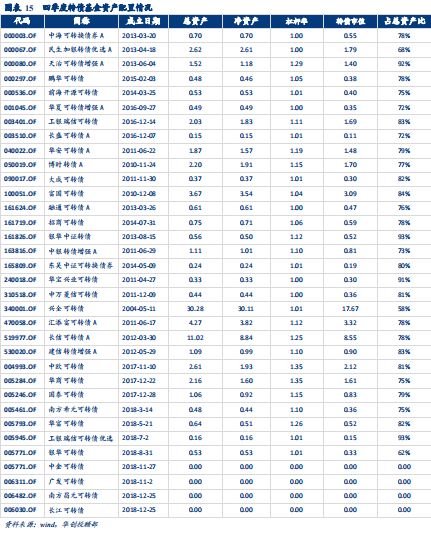 图表 15 四季度转债基金资产配置情况
代码 简称 成立日期 总资产 净资产 杠杆率 转债市值 占总资产比
000003.OF 中海可转换债券 A 2013-03-20 0.70 0.70 1.00 0.55 78%
000067.OF 民生加银转债优选 A 2013-04-18 2.62 2.61 1.00 1.79 68%
000080.OF 天治可转债增强 A 2013-06-04 1.52 1.18 1.29 1.40 92%
000297.OF 鹏华可转债 2015-02-03 0.48 0.46 1.05 0.38 78%
000536.OF 前海开源可转债 2014-03-25 0.53 0.53 1.01 0.40 75%
001045.OF 华夏可转债增强 A 2016-09-27 0.49 0.49 1.00 0.35 72%
003401.OF 工银瑞信可转债 2016-12-14 2.03 1.83 1.11 1.69 83%
003510.OF 长盛可转债 A 2016-12-07 0.15 0.15 1.01 0.11 72%
040022.OF 华安可转债 A 2011-06-22 1.87 1.57 1.19 1.48 79%
050019.OF 博时转债 A 2010-11-24 2.20 1.91 1.15 1.70 77%
090017.OF 大成可转债 2011-11-30 0.37 0.37 1.01 0.30 82%
100051.OF 富国可转债 2010-12-08 3.67 3.54 1.04 3.09 84%
161624.OF 融通可转债 A 2013-03-26 0.61 0.61 1.00 0.47 76%
161719.OF 招商可转债 2014-07-31 0.75 0.71 1.06 0.59 78%
161826.OF 银华中证转债 2013-08-15 0.56 0.50 1.12 0.52 93%
163816.OF 中银转债增强 A 2011-06-29 1.11 1.01 1.10 0.81 73%
165809.OF 东吴中证可转换债券 2014-05-09 0.24 0.24 1.01 0.19 80%
240018.OF 华宝兴业可转债 2011-04-27 0.33 0.33 1.00 0.30 91%
310518.OF 申万菱信可转债 2011-12-09 0.44 0.44 1.00 0.36 81%
340001.OF 兴全可转债 2004-05-11 30.28 30.11 1.01 17.67 58%
470058.OF 汇添富可转债 A 2011-06-17 4.27 3.82 1.12 3.32 78%
519977.OF 长信可转债 A 2012-03-30 11.02 8.84 1.25 8.55 78%
530020.OF 建信转债增强 A 2012-05-29 1.09 0.99 1.10 0.90 83%
004993.OF 中欧可转债 2017-11-10 2.61 1.93 1.35 2.12 81%
005284.OF 华商可转债 A 2017-12-22 2.16 1.60 1.35 1.61 75%
005246.OF 国泰可转债 2017-12-28 1.06 0.92 1.15 0.83 79%
005461.OF 南方希元可转债 2018-3-14 0.48 0.44 1.10 0.36 75%
005793.OF 华富可转债 2018-5-21 0.64 0.51 1.26 0.52 82%
005945.OF 工银瑞信可转债优选 2018-7-2 0.16 0.16 1.01 0.15 93%
005771.OF 银华可转债 2018-8-31 0.53 0.53 1.01 0.33 62%
005771.OF 中金可转债 2018-11-27 0.00 0.00 0.00 0.00 0%
006311.OF 广发可转债 2018-11-2 0.00 0.00 0.00 0.00 0%
006482.OF 南方昌元可转债 2018-12-25 0.00 0.00 0.00 0.00 0%
006030.OF 长江可转债 2018-12-25 0.00 0.00 0.00 0.00 0%
资料来源：wind，华创证券